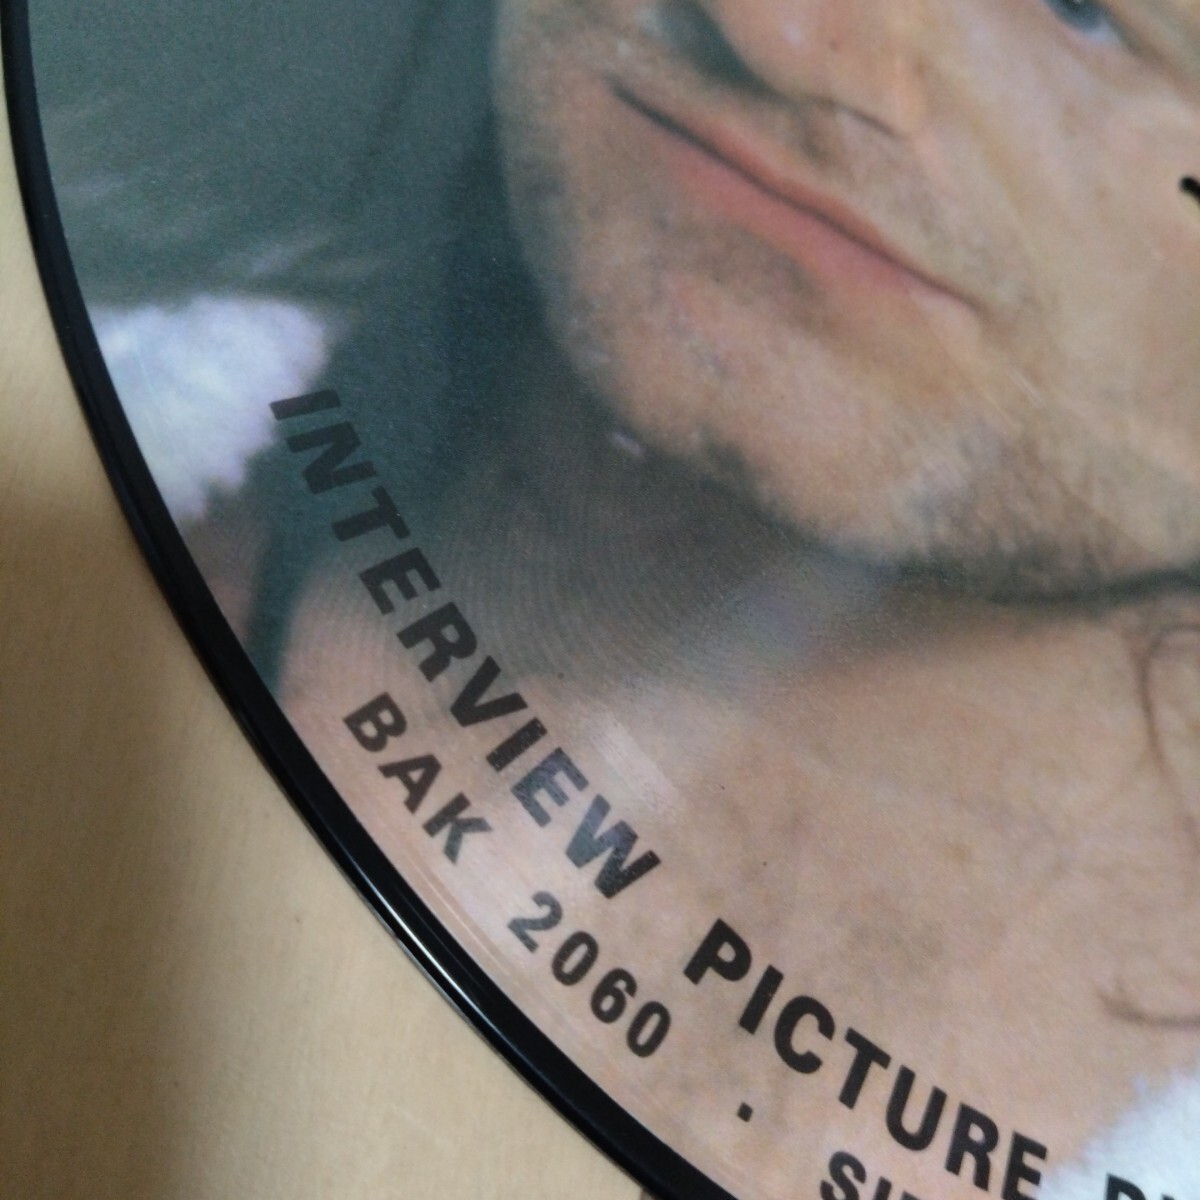 INTERVIEW PICTURE
BAK 2060 .